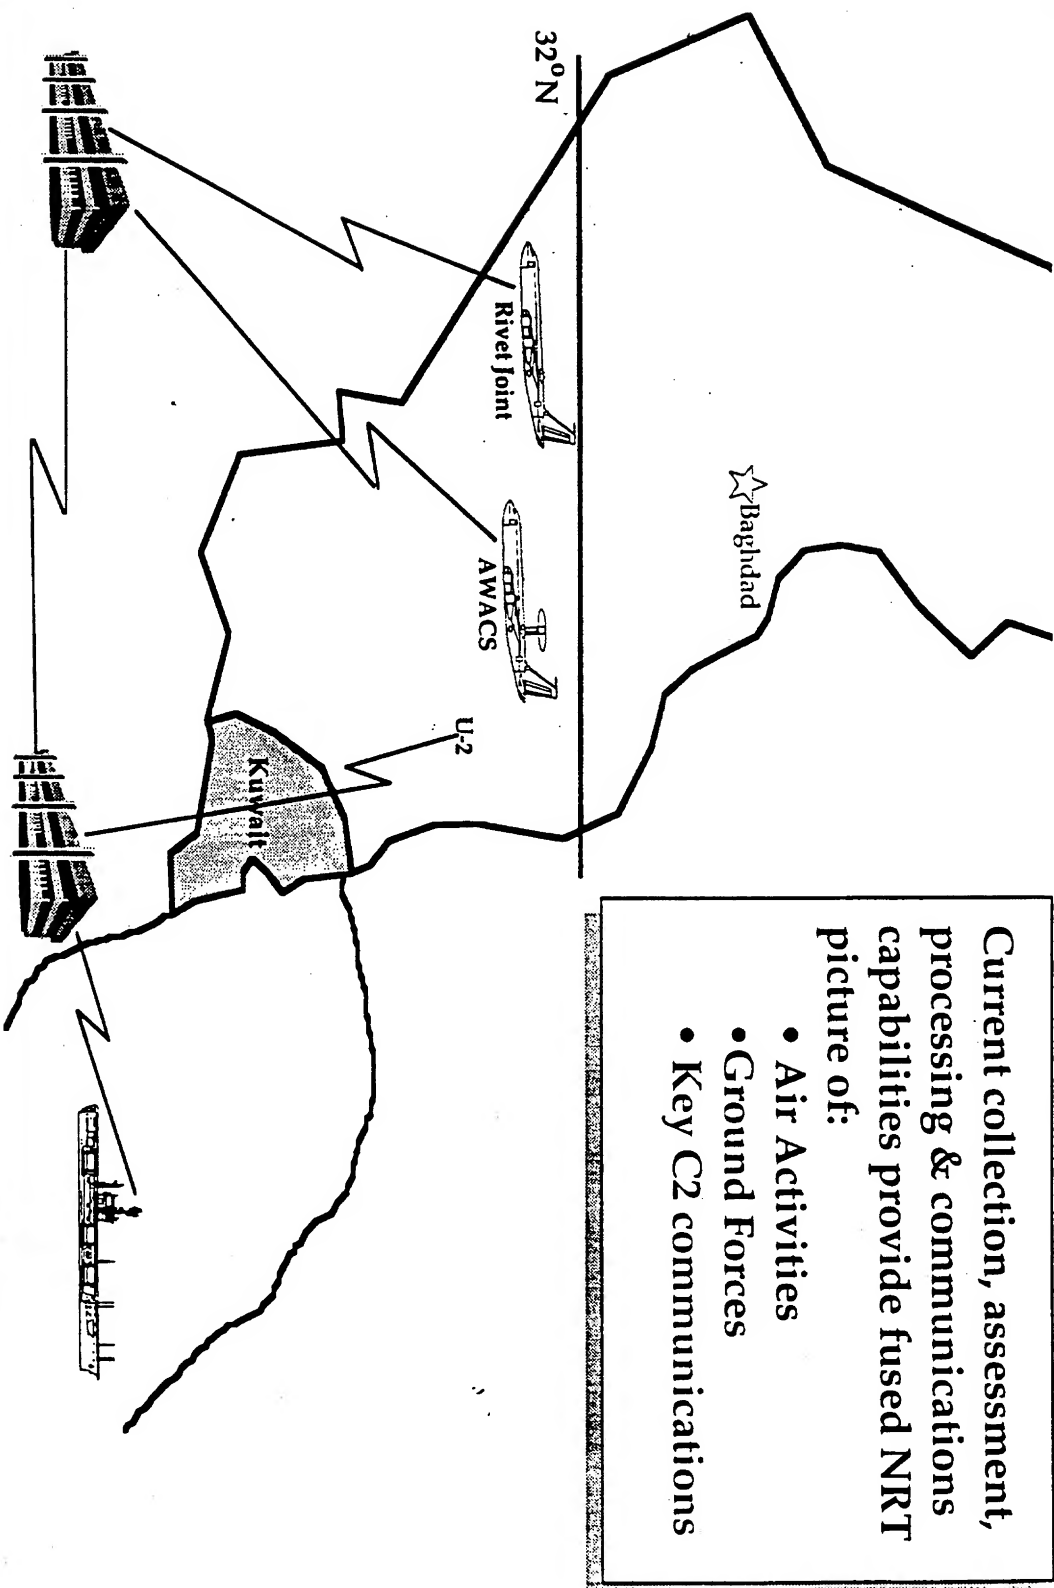 Current collection, assessment,
processing & communications
capabilities provide fused NRT
picture of:
• Air Activities
•Ground Forces
• Key C2 communications
Baghdad
32°N
Rivet Joint
AWACS
U-2
Kuwait